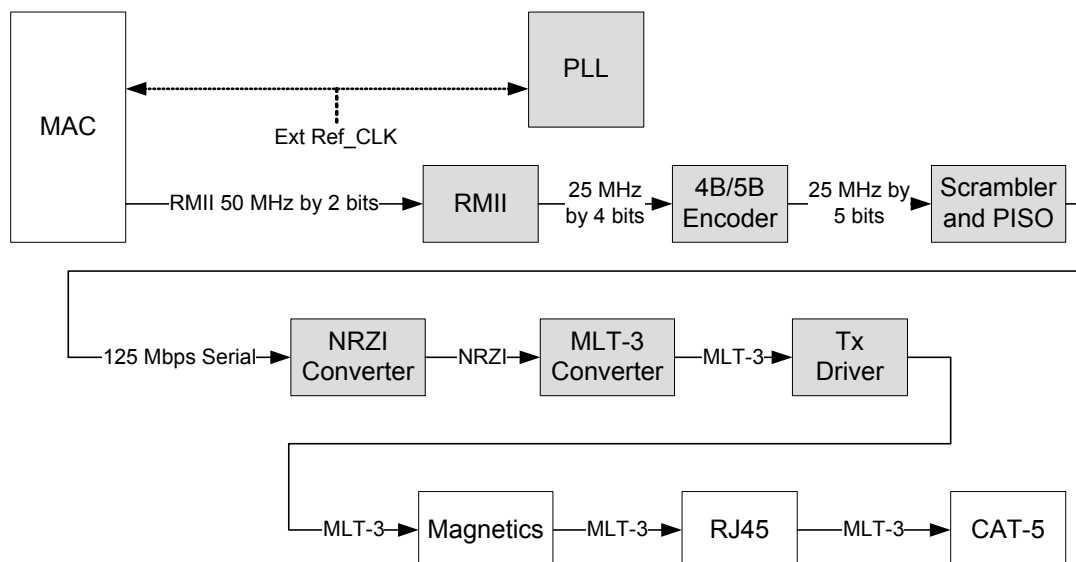 MAC
PLL
Ext Ref_CLK
RMII 50 MHz by 2 bits
RMII
25 MHz
by 4 bits
4B/5B
Encoder
25 MHz by
5 bits
Scrambler
and PISO
125 Mbps Serial
NRZI
Converter
NRZI
MLT-3
Converter
MLT-3
Tx
Driver
MLT-3
Magnetics
MLT-3
RJ45
MLT-3
CAT-5